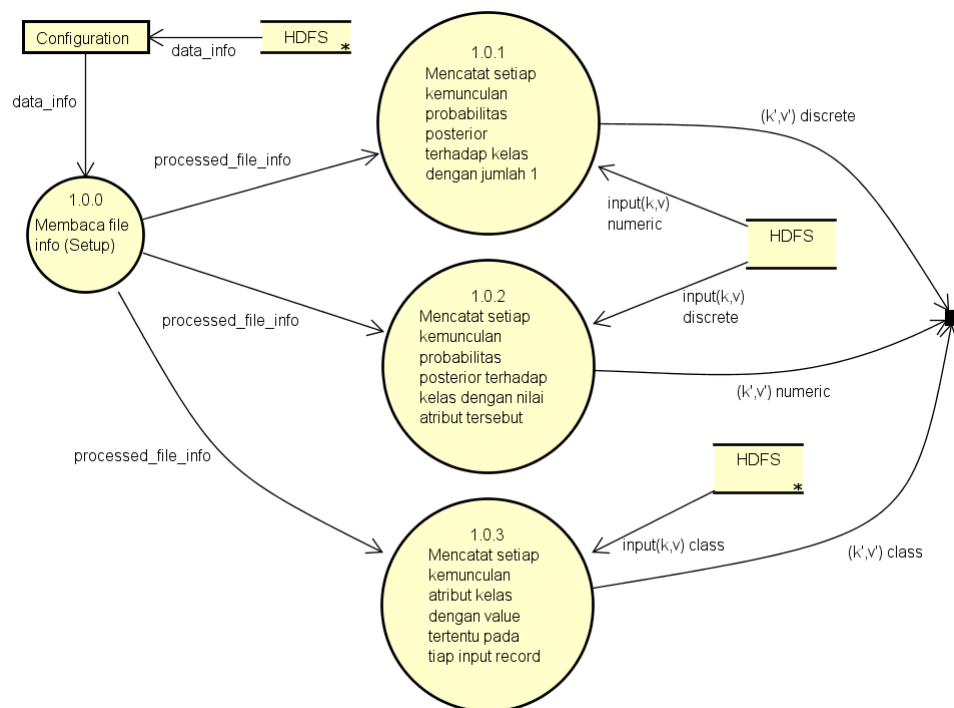 Configuration
HDFS
*
data_info
data_info
1.0.0
Membaca file
info (Setup)
processed_file_info
processed_file_info
processed_file_info
1.0.1
Mencatat setiap
kemunculan
probabilitas
posterior
terhadap kelas
dengan jumlah 1
(k',v') discrete
input(k,v)
numeric
HDFS
input(k,v)
discrete
1.0.2
Mencatat setiap
kemunculan
probabilitas
posterior terhadap
kelas dengan nilai
atribut tersebut
(k',v') numeric
HDFS
*
input(k,v) class
1.0.3
Mencatat setiap
kemunculan
atribut kelas
dengan value
tertentu pada
tiap input record
(k',v') class